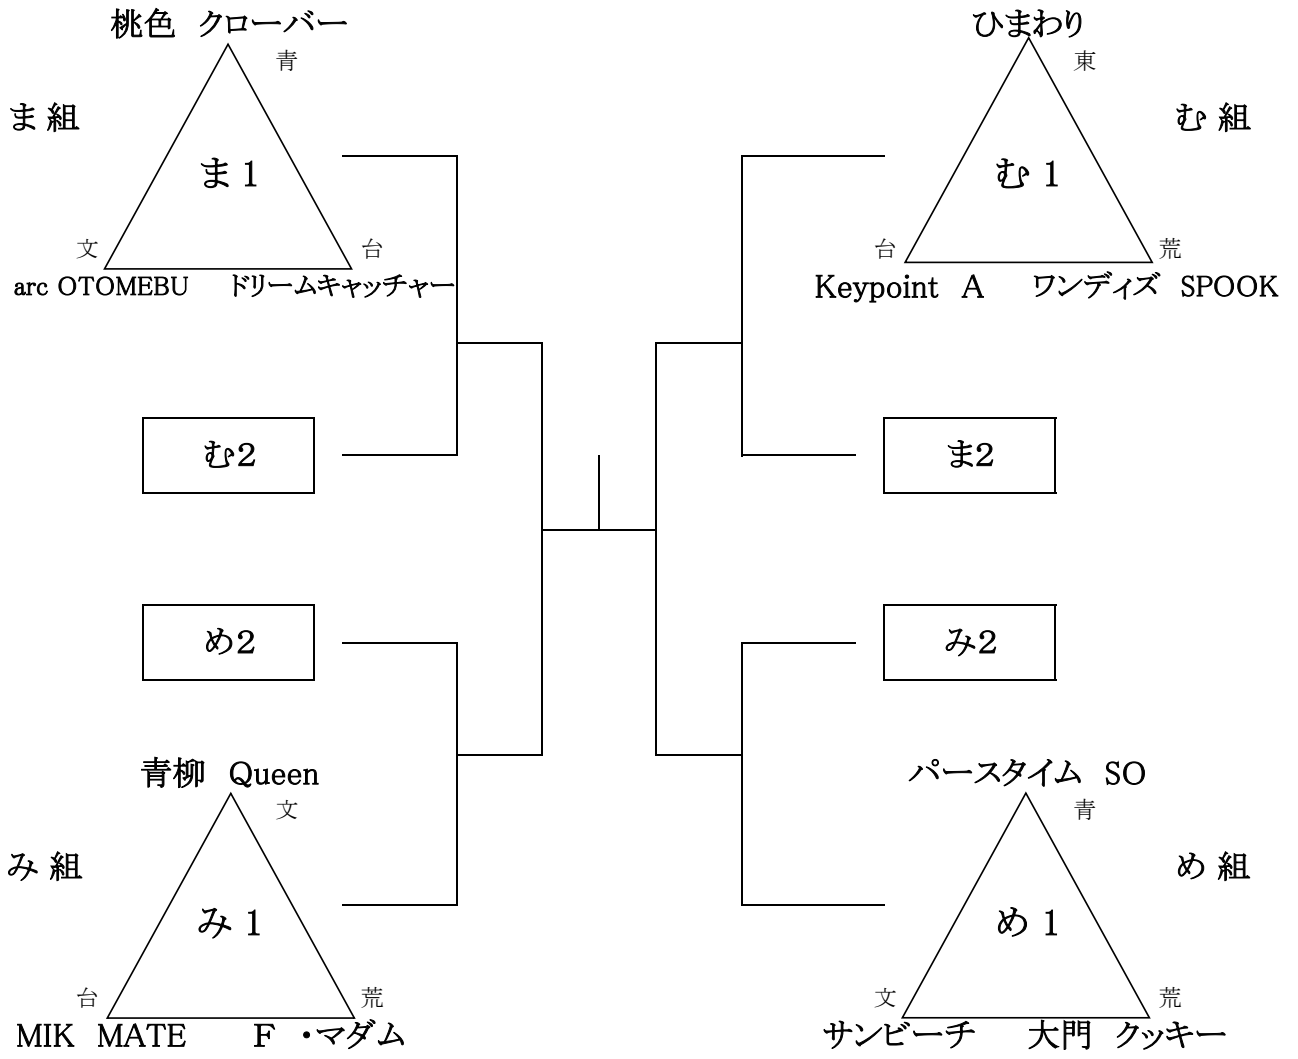 桃色 クローバー
青
ま 組
ま 1
文
台
arc OTOMEBU
ドリームキャッチャー
ひまわり
東
む 組
む 1
台
荒
Keypoint A
ワンディズ SPOOK
む2
ま2
め2
み2
青柳 Queen
文
み 組
み 1
台
荒
MIK MATE
F ・マダム
パースタイム SO
青
め 組
め 1
文
荒
サンビーチ
大門 クッキー